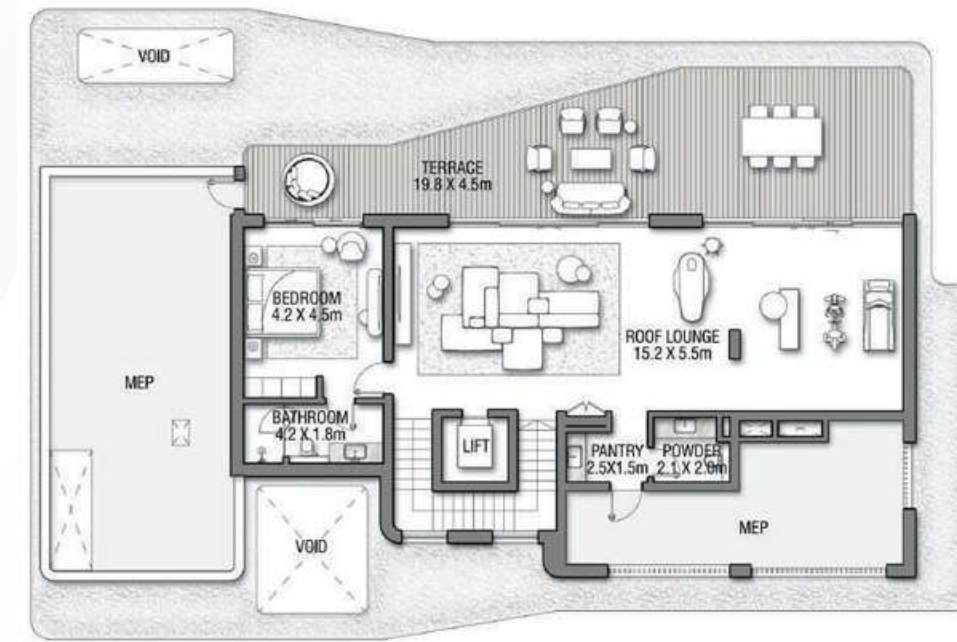 VOID
TERRACE
19.8 X 4.5m
BEDROOM
4.2 X 4.5m
ROOF LOUNGE
15.2 X 5.5m
MEP
BATHROOM
4.2 X 1.8m
LIFT
PANTRY
2.5X1.5m
POWDER
2.1 X 2.0m
MEP
VOID